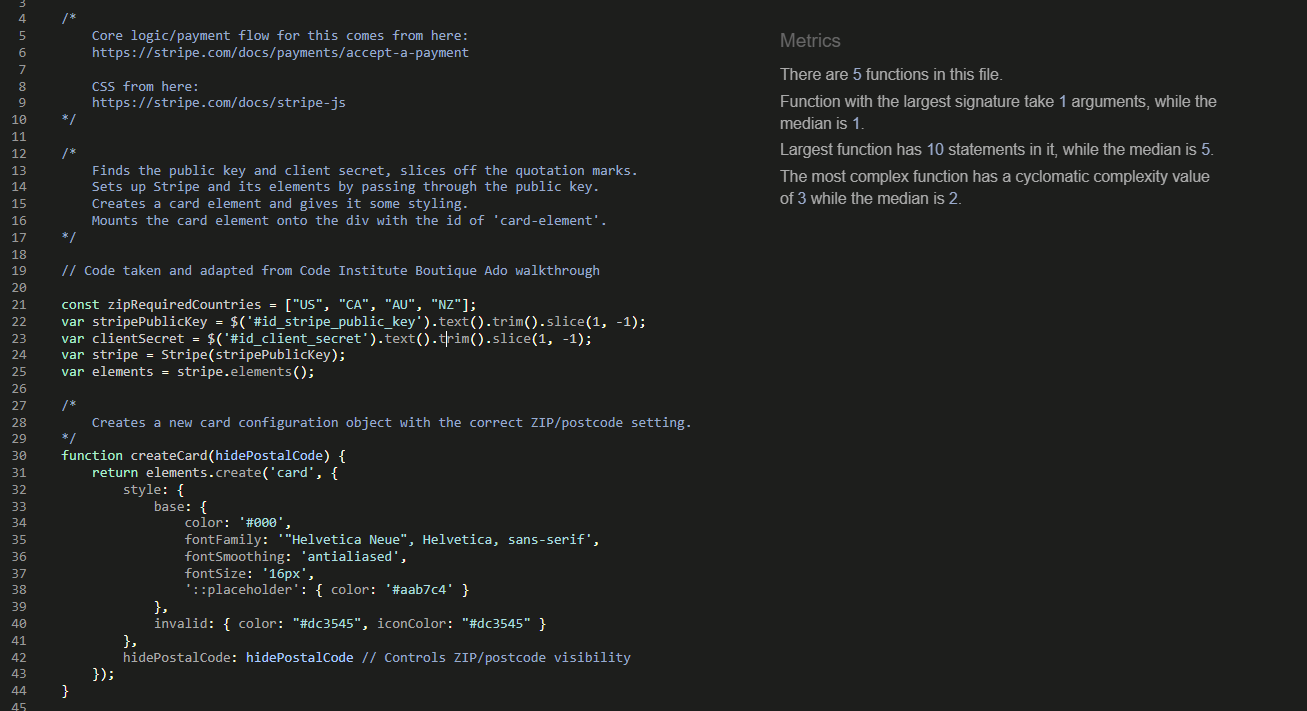 3
4 /*
5 Core logic/payment flow for this comes from here:
6 https://stripe.com/docs/payments/accept-a-payment
7
8 CSS from here:
9 https://stripe.com/docs/stripe-js
10 */
11
12 /*
13 Finds the public key and client secret, slices off the quotation marks.
14 Sets up Stripe and its elements by passing through the public key.
15 Creates a card element and gives it some styling.
16 Mounts the card element onto the div with the id of 'card-element'.
17 */
18
19 // Code taken and adapted from Code Institute Boutique Ado walkthrough
20
21 const zipRequiredCountries = ["US", "CA", "AU", "NZ"];
22 var stripePublicKey = $('#id_stripe_public_key').text().trim().slice(1, -1);
23 var clientSecret = $('#id_client_secret').text().trim().slice(1, -1);
24 var stripe = Stripe(stripePublicKey);
25 var elements = stripe.elements();
26
27 /*
28 Creates a new card configuration object with the correct ZIP/postcode setting.
29 */
30 function createCard(hidePostalCode) {
31 return elements.create('card', {
32 style: {
33 base: {
34 color: '#000',
35 fontFamily: '"Helvetica Neue", Helvetica, sans-serif',
36 fontSmoothing: 'antialiased',
37 fontSize: '16px',
38 '::placeholder': { color: '#aab7c4' }
39 },
40 invalid: { color: "#dc3545", iconColor: "#dc3545" }
41 },
42 hidePostalCode: hidePostalCode // Controls ZIP/postcode visibility
43 });
44 }
45
Metrics
There are 5 functions in this file.
Function with the largest signature take 1 arguments, while the
median is 1.
Largest function has 10 statements in it, while the median is 5.
The most complex function has a cyclomatic complexity value
of 3 while the median is 2.